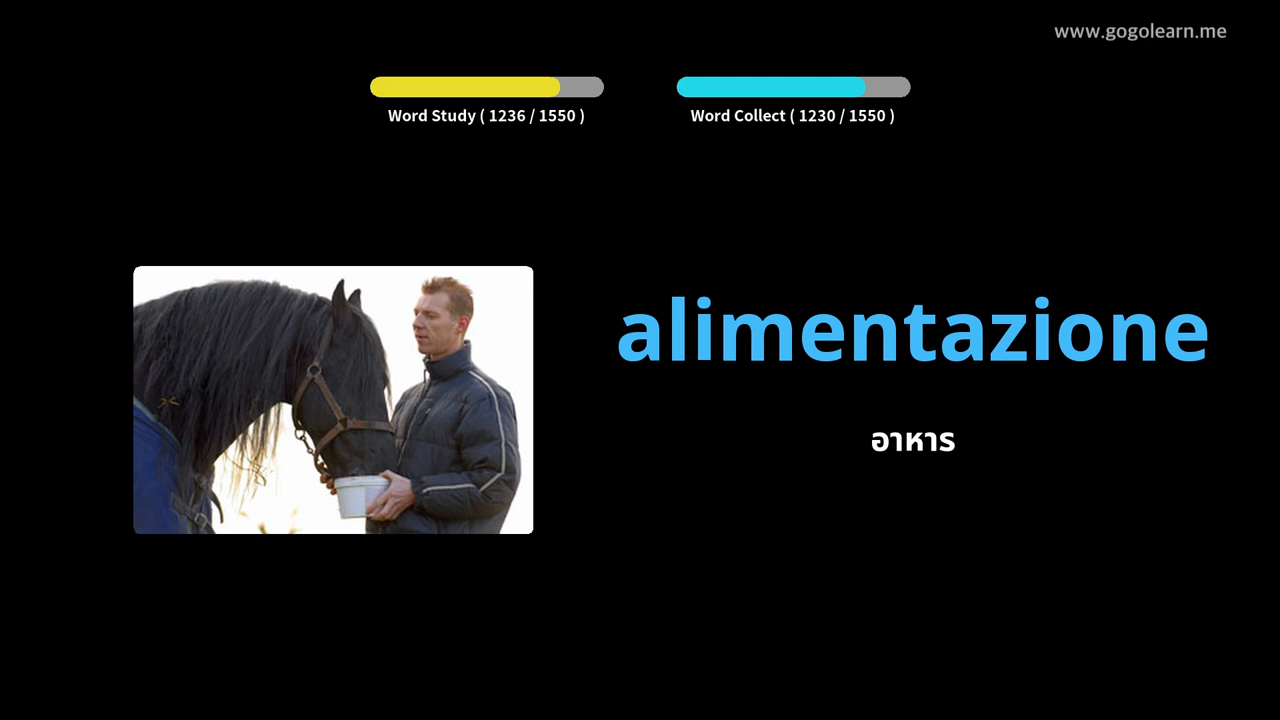 www.gogolearn.me
Word Study ( 1236 / 1550 )
Word Collect ( 1230 / 1550 )
alimentazione
อาหาร